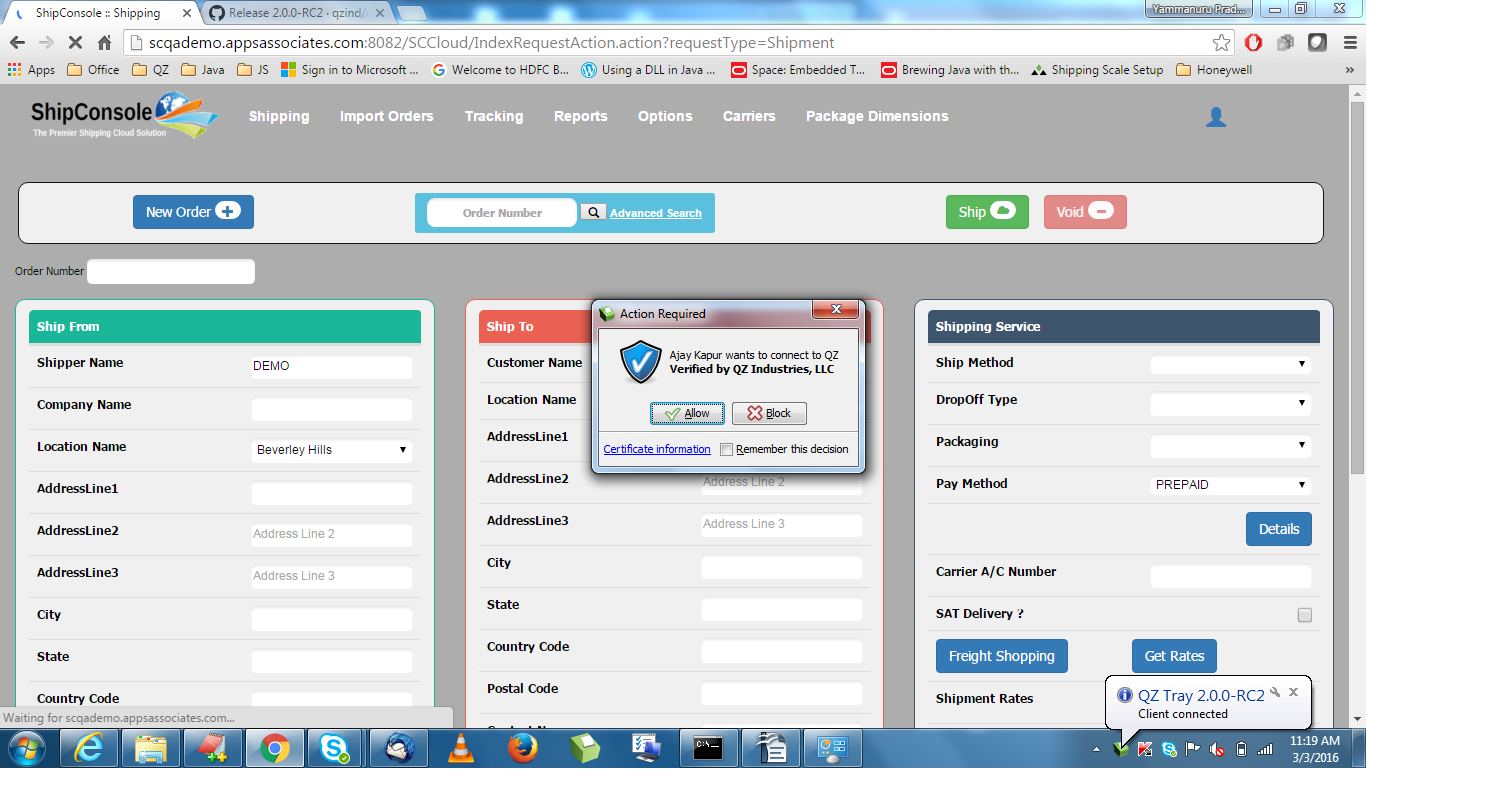 ShipConsole :: Shipping
Release 2.0.0-RC2 · qzind/
Yammanuru Prad...
scqademo.appsassociates.com:8082/SCCloud/IndexRequestAction.action?requestType=Shipment
Apps Office QZ Java JS Sign in to Microsoft ... Welcome to HDFC B... Using a DLL in Java ... Space: Embedded T... Brewing Java with th... Shipping Scale Setup Honeywell »
ShipConsole
The Premier Shipping Cloud Solution
Shipping Import Orders Tracking Reports Options Carriers Package Dimensions
New Order
Order Number
Advanced Search
Ship
Void
Order Number
Ship From
Shipper Name DEMO
Company Name
Location Name Beverley Hills
AddressLine1
AddressLine2 Address Line 2
AddressLine3 Address Line 3
City
State
Country Code
Ship To
Customer Name
Location Name
AddressLine1
AddressLine2 Address Line 2
AddressLine3 Address Line 3
City
State
Country Code
Postal Code
Action Required
Ajay Kapur wants to connect to QZ
Verified by QZ Industries, LLC
Allow Block
Certificate information Remember this decision
Shipping Service
Ship Method
DropOff Type
Packaging
Pay Method PREPAID
Details
Carrier A/C Number
SAT Delivery ?
Freight Shopping Get Rates
Shipment Rates
QZ Tray 2.0.0-RC2
Client connected
Waiting for scqademo.appsassociates.com...
11:19 AM
3/3/2016